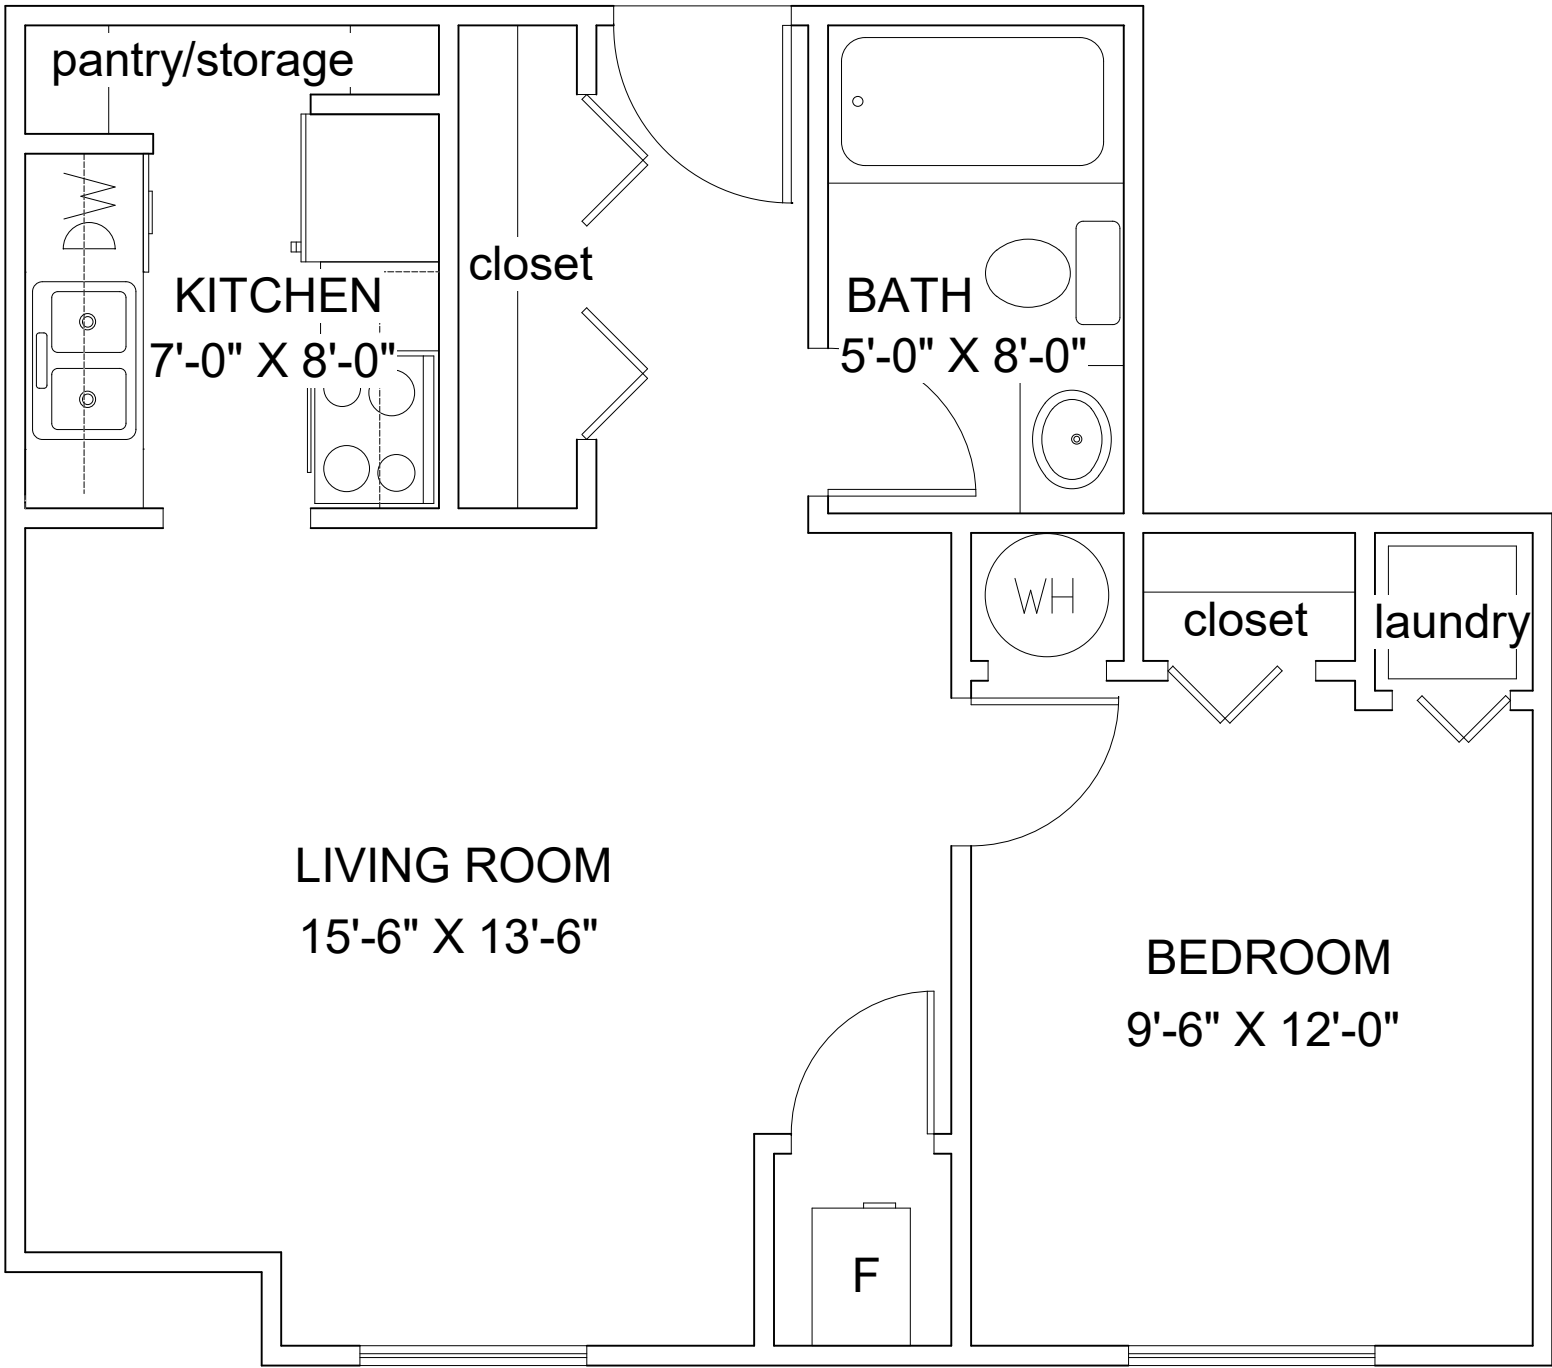 pantry/storage
closet
KITCHEN
7'-0" X 8'-0"
BATH
5'-0" X 8'-0"
WH
closet
laundry
LIVING ROOM
15'-6" X 13'-6"
BEDROOM
9'-6" X 12'-0"
F